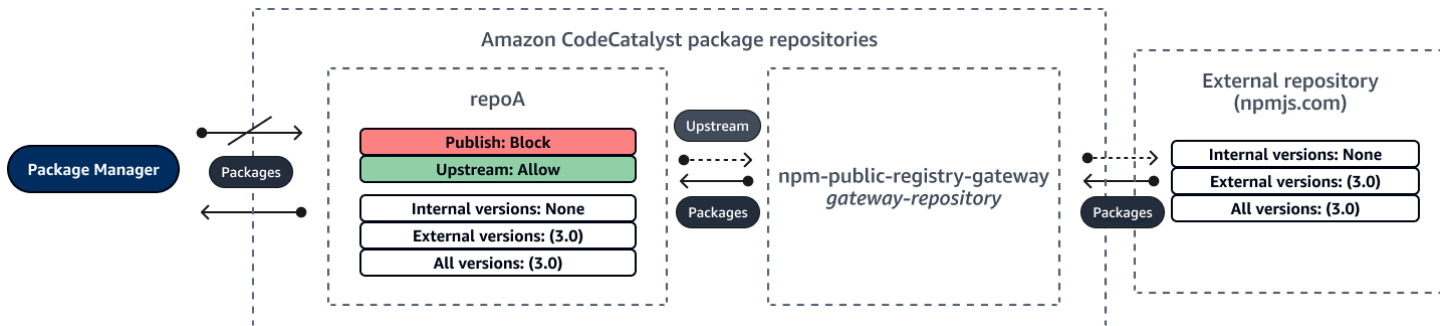 Amazon CodeCatalyst package repositories
Package Manager
Packages
repoA
Publish: Block
Upstream: Allow
Internal versions: None
External versions: (3.0)
All versions: (3.0)
Upstream
Packages
npm-public-registry-gateway
gateway-repository
Packages
External repository
(npmjs.com)
Internal versions: None
External versions: (3.0)
All versions: (3.0)